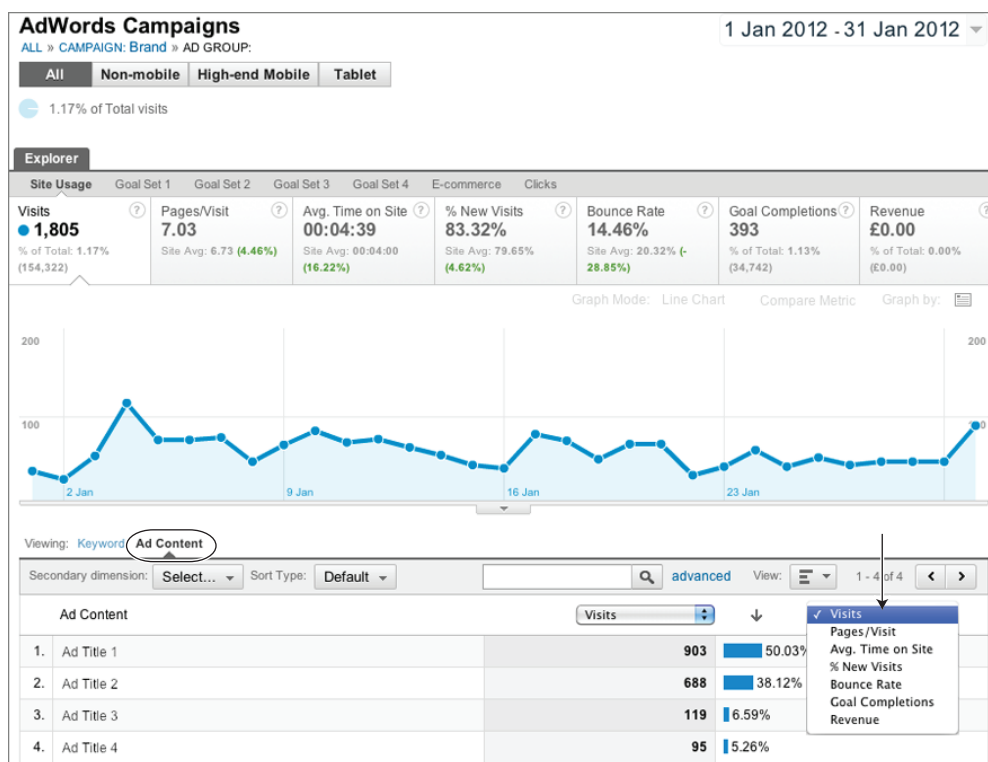 AdWords Campaigns
1 Jan 2012 - 31 Jan 2012
ALL » CAMPAIGN: Brand » AD GROUP:
All Non-mobile High-end Mobile Tablet
1.17% of Total visits
Explorer
Site Usage Goal Set 1 Goal Set 2 Goal Set 3 Goal Set 4 E-commerce Clicks
Visits ? Pages/Visit ? Avg. Time on Site ? % New Visits ? Bounce Rate ? Goal Completions ? Revenue ?
1,805 7.03 00:04:39 83.32% 14.46% 393 £0.00
% of Total: 1.17% Site Avg: 6.73 (4.46%) Site Avg: 00:04:00 Site Avg: 79.65% Site Avg: 20.32% (- % of Total: 1.13% % of Total: 0.00%
(154,322) (16.22%) (4.62%) 28.85%) (34,742) (£0.00)
Graph Mode: Line Chart Compare Metric Graph by:
200 200
100
2 Jan 9 Jan 16 Jan 23 Jan
Viewing: Keyword Ad Content
Secondary dimension: Select... Sort Type: Default advanced View: 1 - 4 of 4
Ad Content Visits ✓ Visits
Pages/Visit
1. Ad Title 1 903 50.03% Avg. Time on Site
% New Visits
2. Ad Title 2 688 38.12% Bounce Rate
Goal Completions
3. Ad Title 3 119 6.59% Revenue
4. Ad Title 4 95 5.26%